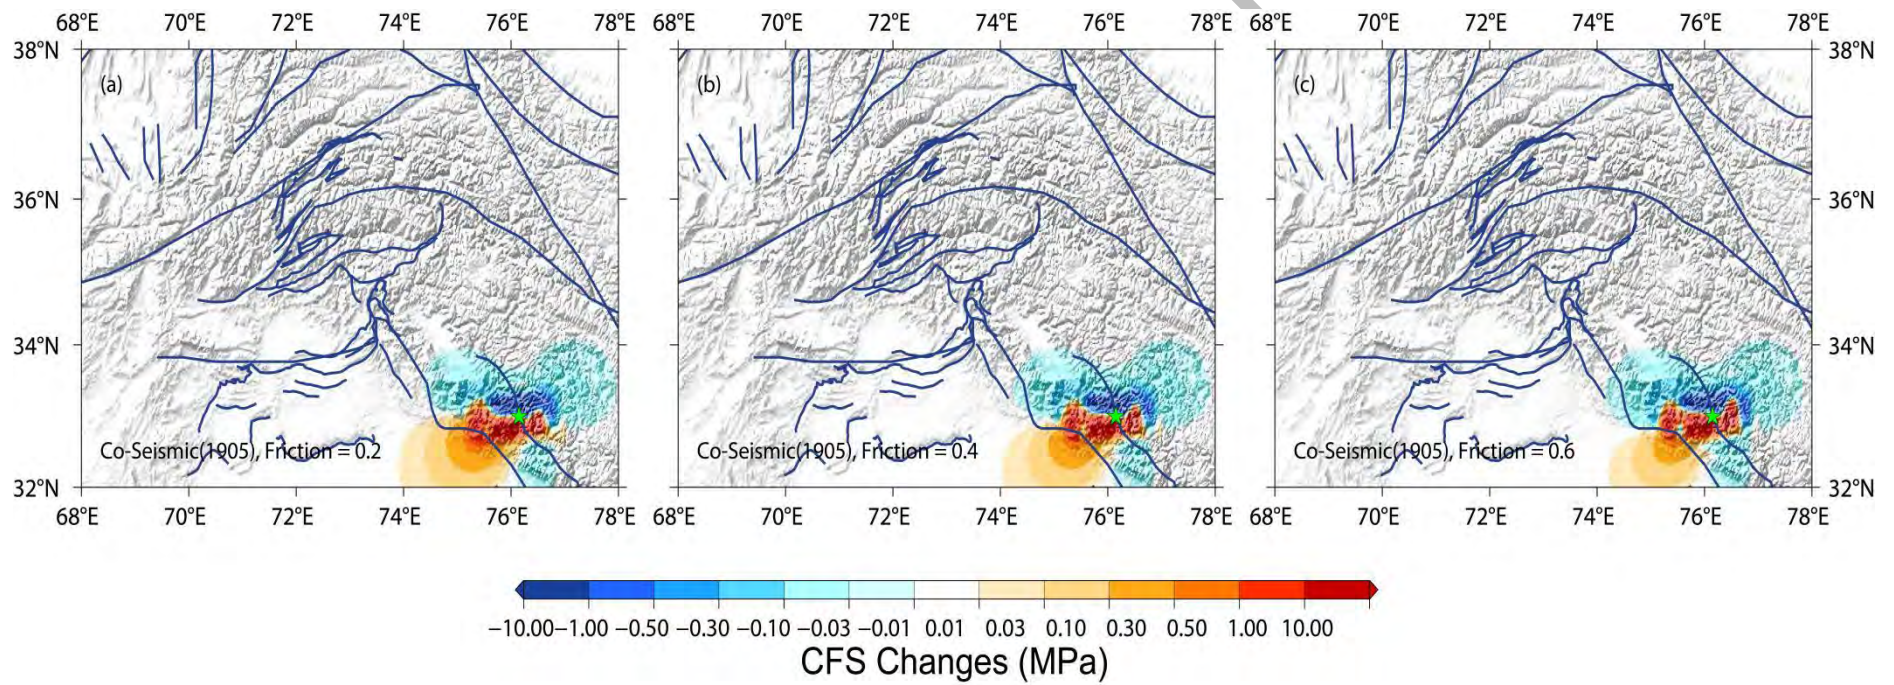 68°E 70°E 72°E 74°E 76°E 78°E 68°E 70°E 72°E 74°E 76°E 78°E 68°E 70°E 72°E 74°E 76°E 78°E
38°N 38°N
(a) (b) (c)
36°N 36°N
34°N 34°N
Co-Seismic(1905), Friction = 0.2 Co-Seismic(1905), Friction = 0.4 Co-Seismic(1905), Friction = 0.6
32°N 32°N
68°E 70°E 72°E 74°E 76°E 78°E 68°E 70°E 72°E 74°E 76°E 78°E 68°E 70°E 72°E 74°E 76°E 78°E
−10.00 −1.00 −0.50 −0.30 −0.10 −0.03 −0.01 0.01 0.03 0.10 0.30 0.50 1.00 10.00
CFS Changes (MPa)